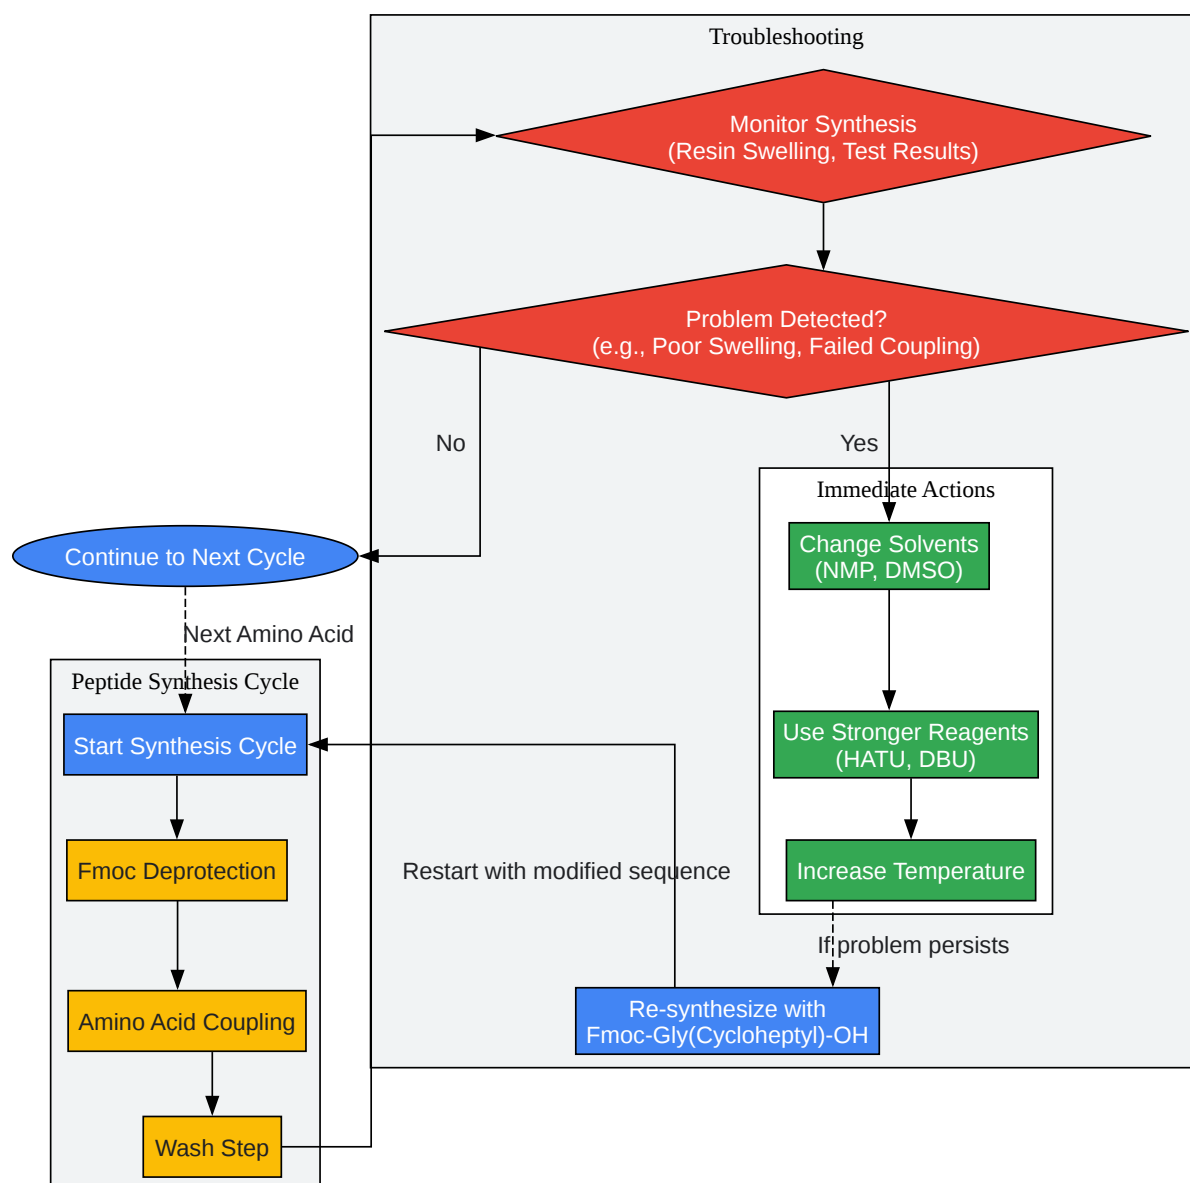 Troubleshooting
Monitor Synthesis
(Resin Swelling, Test Results)
Problem Detected?
(e.g., Poor Swelling, Failed Coupling)
No
Yes
Immediate Actions
Change Solvents
(NMP, DMSO)
Continue to Next Cycle
Next Amino Acid
Peptide Synthesis Cycle
Start Synthesis Cycle
Use Stronger Reagents
(HATU, DBU)
Fmoc Deprotection
Restart with modified sequence
Increase Temperature
If problem persists
Re-synthesize with
Fmoc-Gly(Cycloheptyl)-OH
Amino Acid Coupling
Wash Step